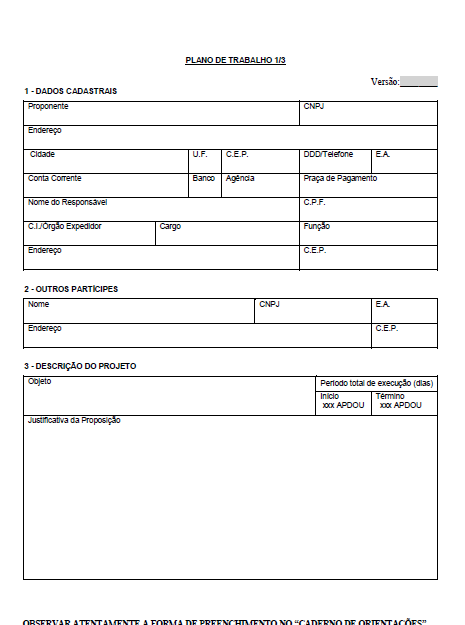 PLANO DE TRABALHO 1/3
Versão:
1 - DADOS CADASTRAIS
Proponente CNPJ
Endereço
Cidade U.F. C.E.P. DDD/Telefone E.A.
Conta Corrente Banco Agência Praça de Pagamento
Nome do Responsável C.P.F.
C.I./Órgão Expedidor Cargo Função
Endereço C.E.P.
2 - OUTROS PARTÍCIPES
Nome CNPJ E.A.
Endereço C.E.P.
3 - DESCRIÇÃO DO PROJETO
Objeto Período total de execução (dias)
Início Término
xxx APDOU xxx APDOU
Justificativa da Proposição
OBSERVAR ATENTAMENTE A FORMA DE PREENCHIMENTO NO “CADERNO DE ORIENTAÇÕES”